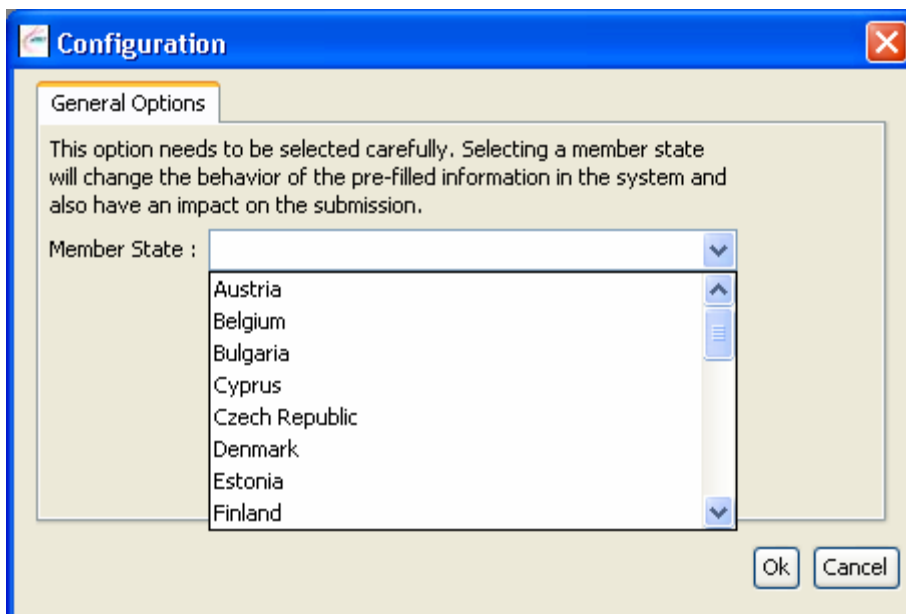 Configuration
General Options
This option needs to be selected carefully. Selecting a member state
will change the behavior of the pre-filled information in the system and
also have an impact on the submission.
Member State :
Austria
Belgium
Bulgaria
Cyprus
Czech Republic
Denmark
Estonia
Finland
Ok Cancel